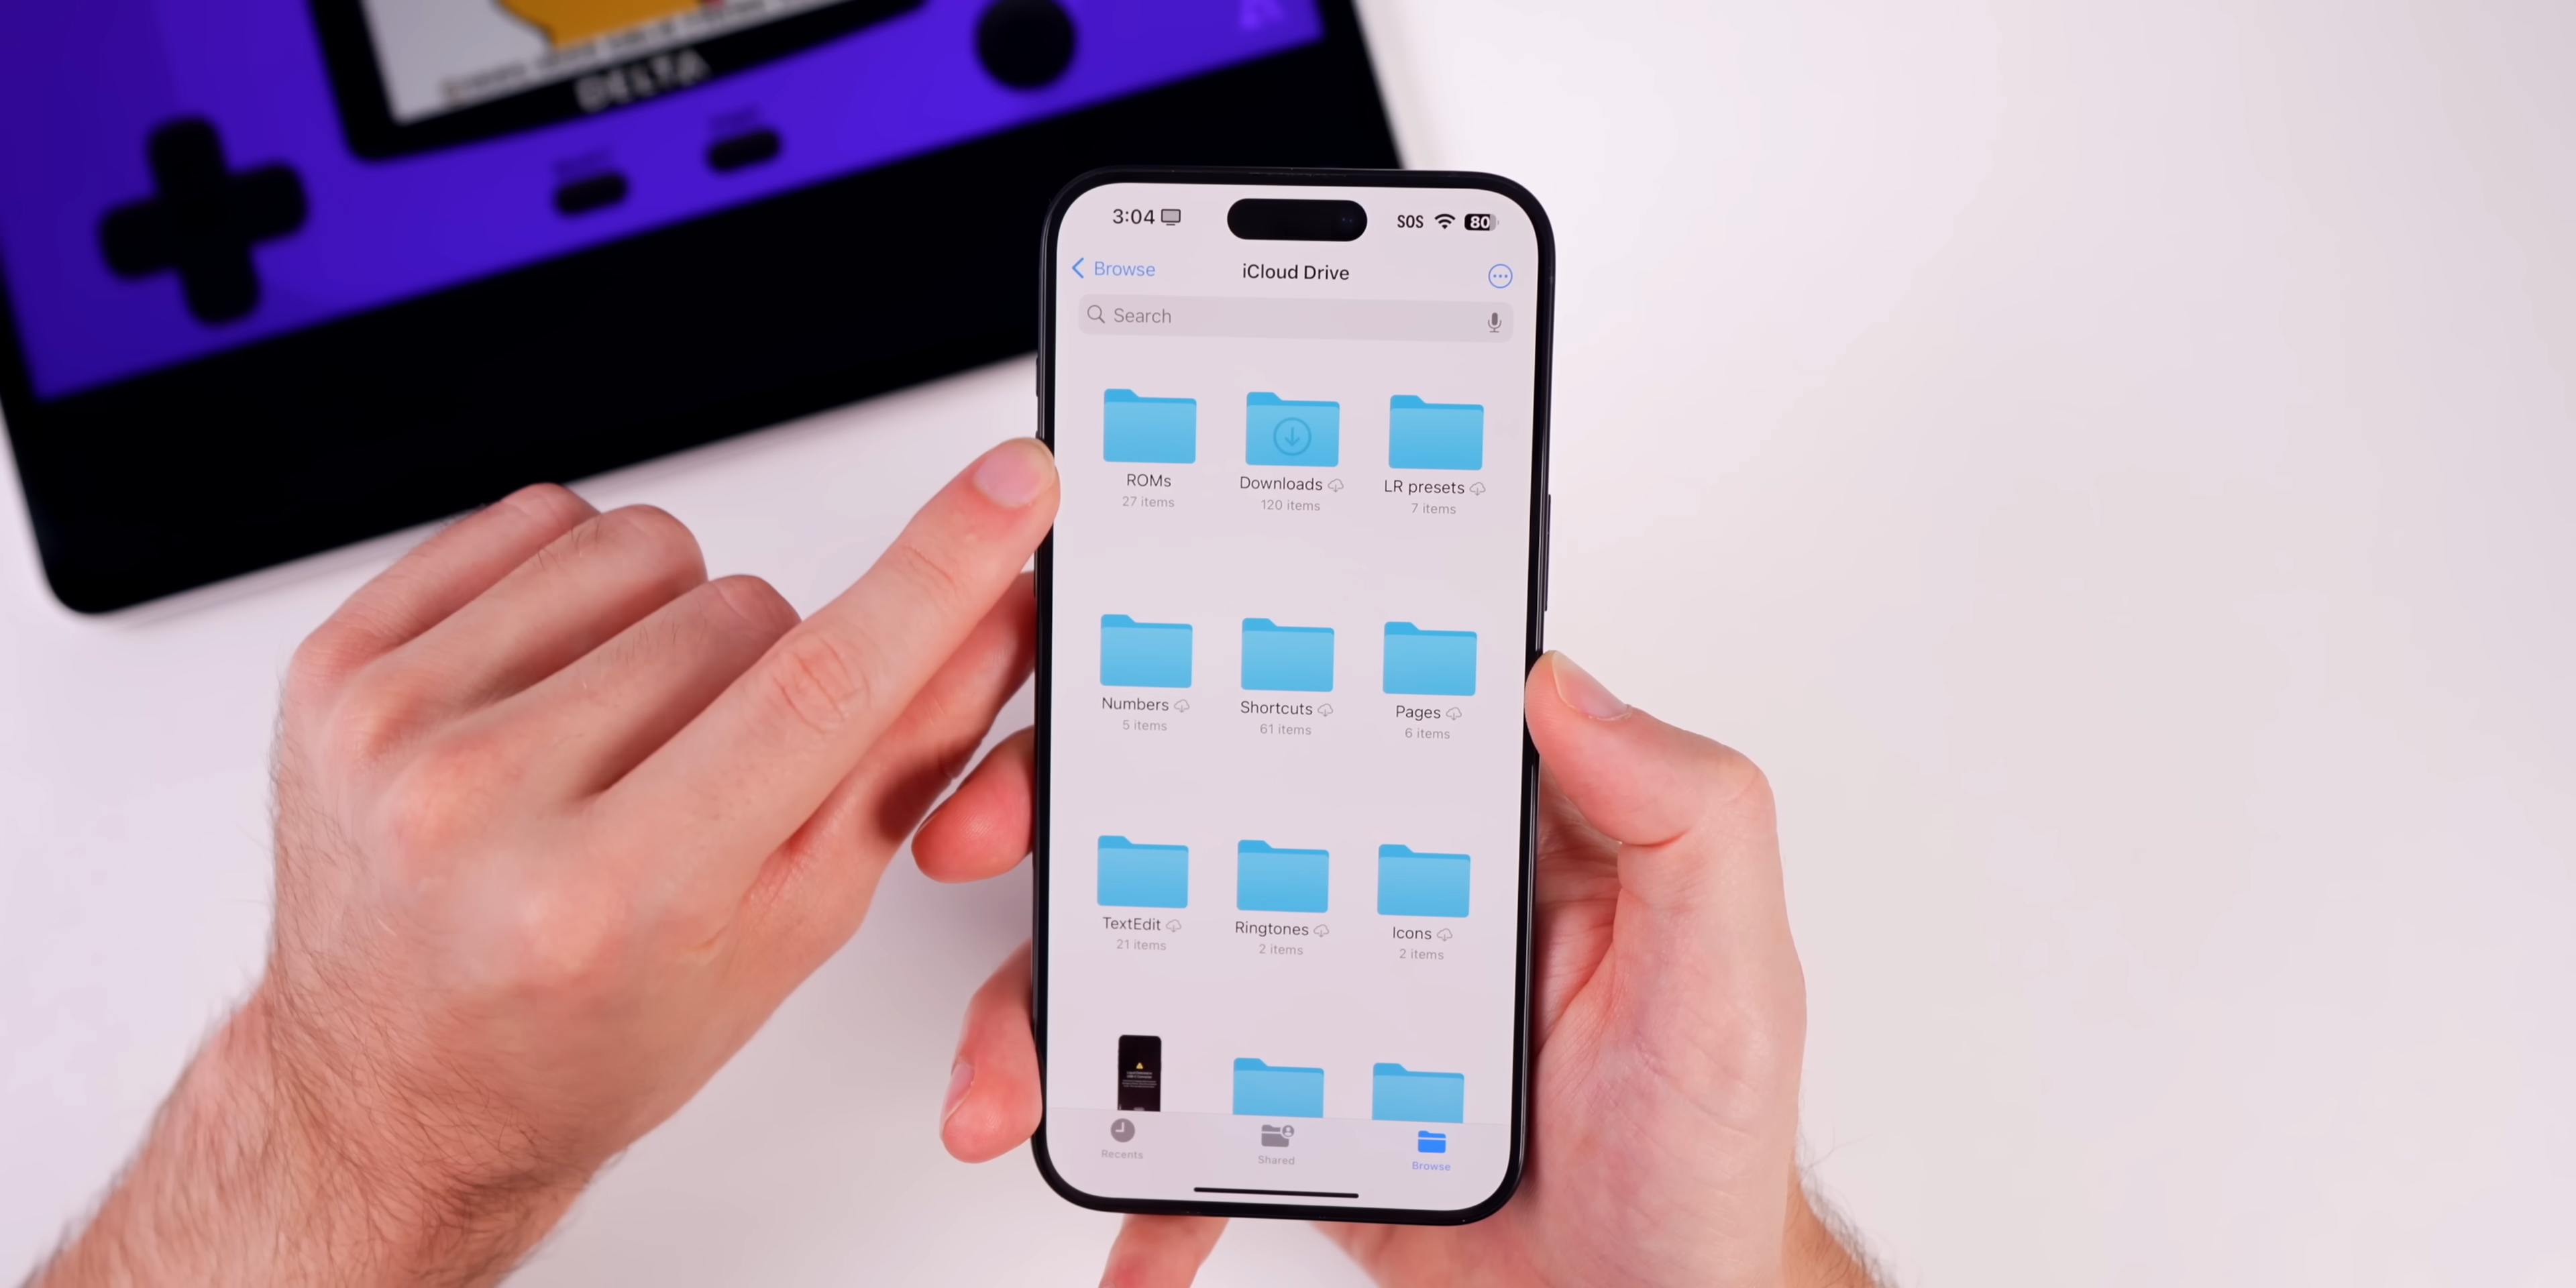 DELTA
3:04
SOS
80
Browse
iCloud Drive
Search
ROMs
27 items
Downloads
120 items
LR presets
7 items
Numbers
5 items
Shortcuts
61 items
Pages
6 items
TextEdit
21 items
Ringtones
2 items
Icons
2 items
Recents
Shared
Browse